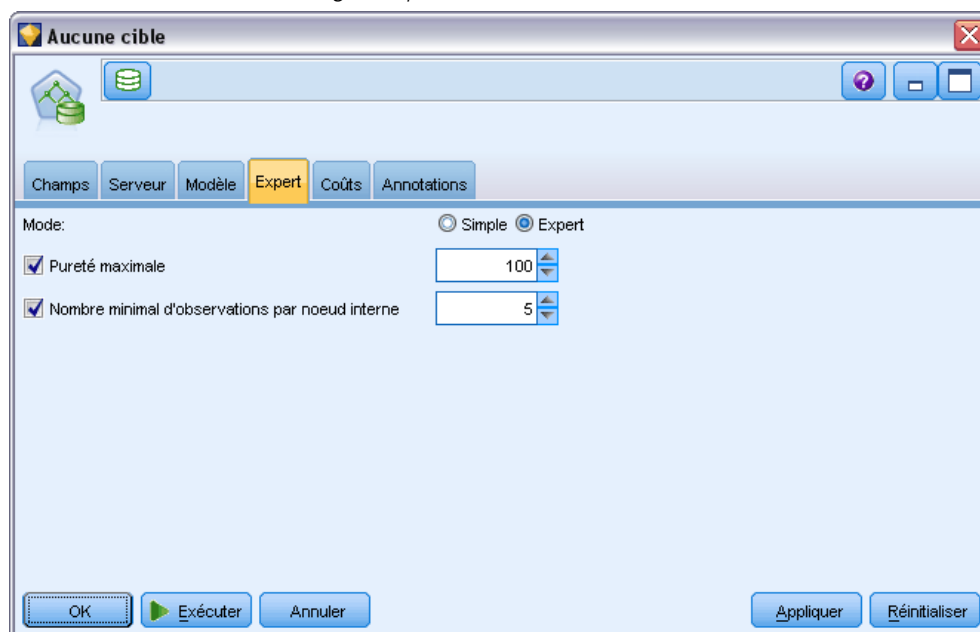 Aucune cible
Champs Serveur Modèle Expert Coûts Annotations
Mode: Simple Expert
Pureté maximale 100
Nombre minimal d'observations par noeud interne 5
OK Exécuter Annuler Appliquer Réinitialiser